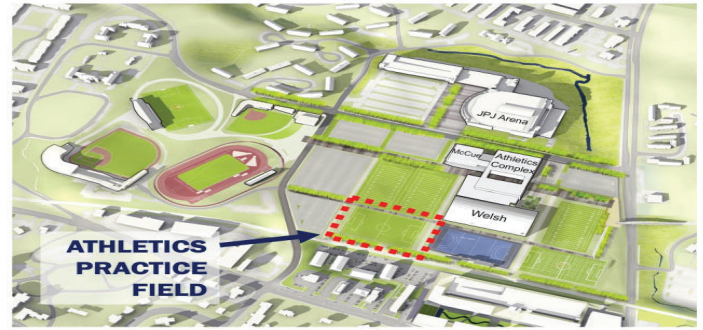 JPJ Arena
McCue
Athletics
Complex
Welsh
ATHLETICS
PRACTICE
FIELD